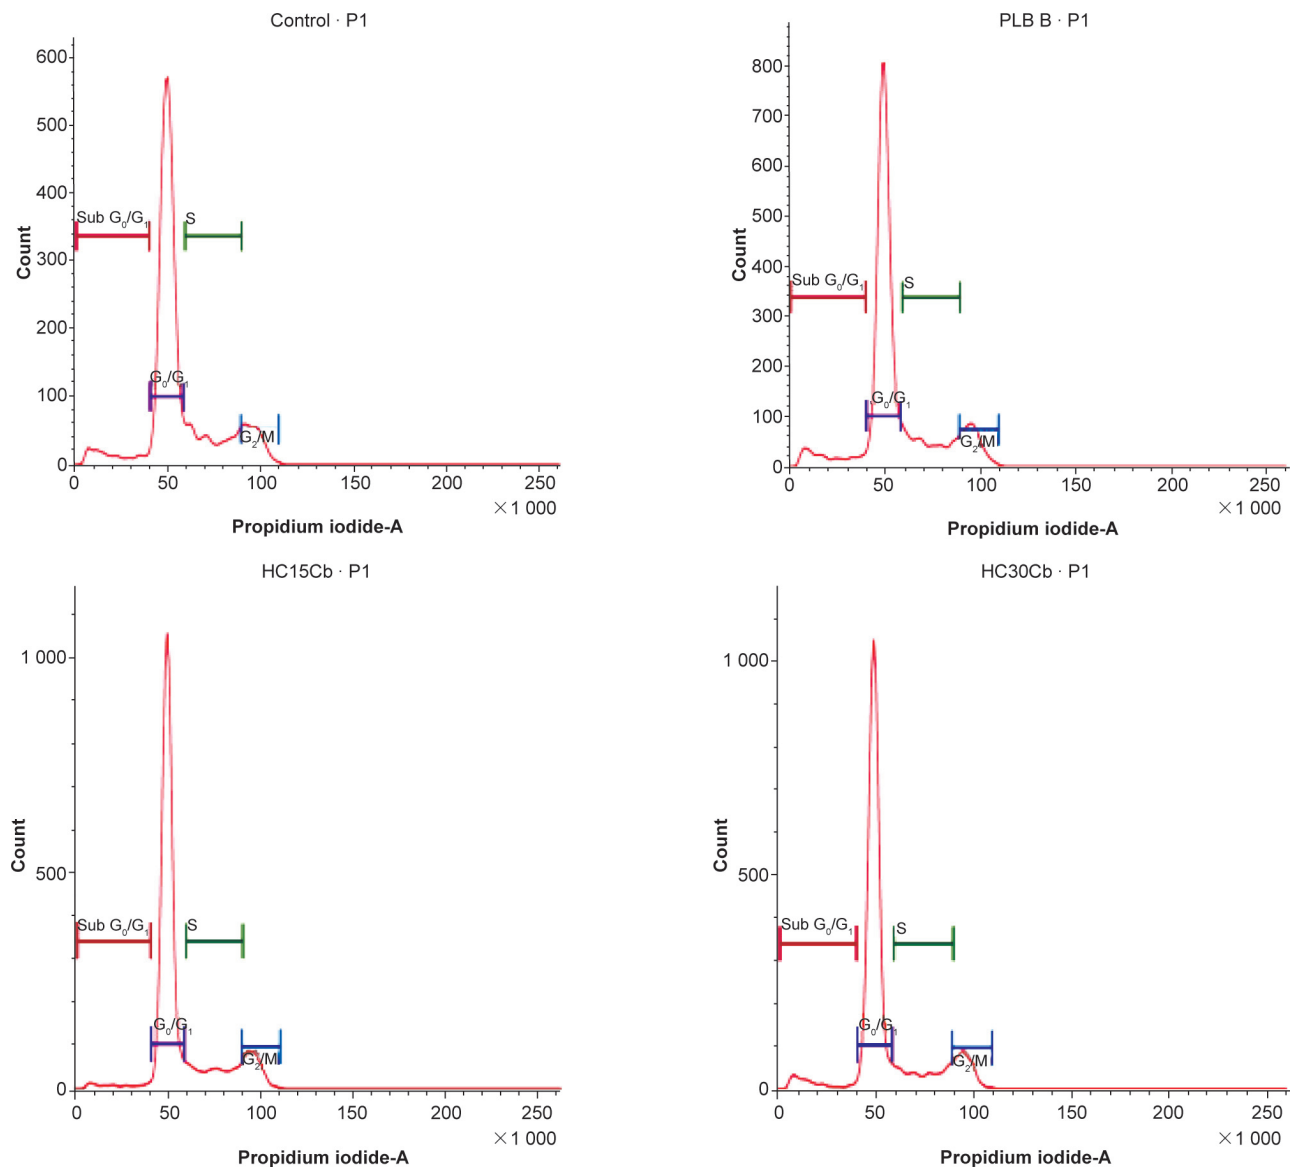 Control · P1
600
500
400
300
200
100
0
Count
Sub G₀/G₁
S
G₀/G₁
G₂/M
0 50 100 150 200 250
×1 000
Propidium iodide-A
PLB B · P1
800
700
600
500
400
300
200
100
0
Count
Sub G₀/G₁
S
G₀/G₁
G₂/M
0 50 100 150 200 250
×1 000
Propidium iodide-A
HC15Cb · P1
1 000
500
0
Count
Sub G₀/G₁
S
G₀/G₁
G₂/M
0 50 100 150 200 250
×1 000
Propidium iodide-A
HC30Cb · P1
1 000
500
0
Count
Sub G₀/G₁
S
G₀/G₁
G₂/M
0 50 100 150 200 250
×1 000
Propidium iodide-A